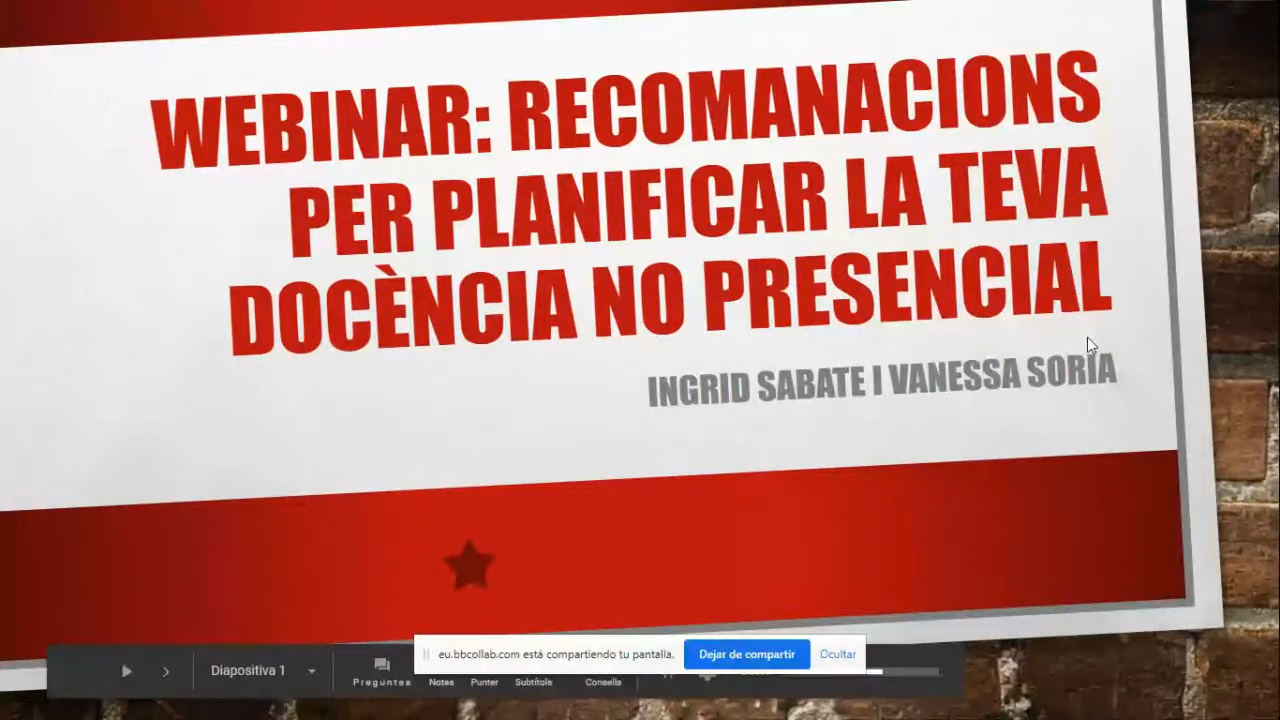 WEBINAR: RECOMANACIONS
PER PLANIFICAR LA TEVA
DOCÈNCIA NO PRESENCIAL
INGRID SABATE I VANESSA SORIA
eu.bbcollab.com está compartiendo tu pantalla.
Dejar de compartir
Ocultar
Diapositiva 1
Preguntes
Notes
Punter
Subtítols
Consells